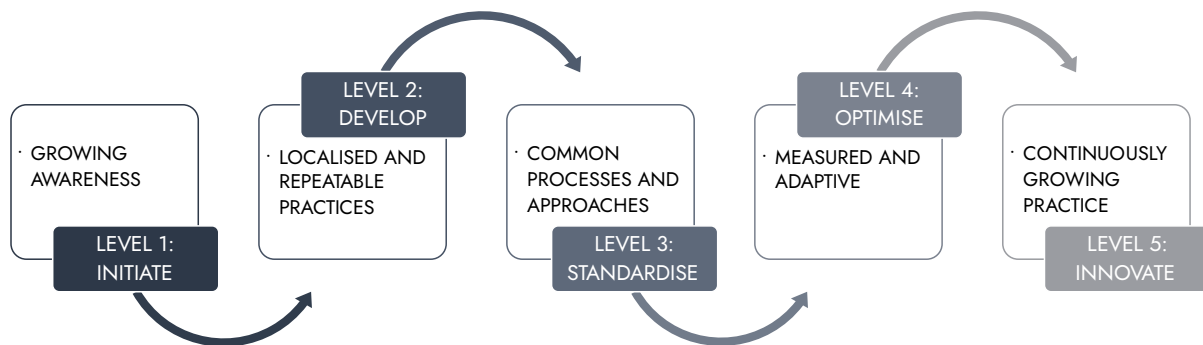 · GROWING
AWARENESS
LEVEL 1:
INITIATE
LEVEL 2:
DEVELOP
· LOCALISED AND
REPEATABLE
PRACTICES
· COMMON
PROCESSES AND
APPROACHES
LEVEL 3:
STANDARDISE
LEVEL 4:
OPTIMISE
· MEASURED AND
ADAPTIVE
· CONTINUOUSLY
GROWING
PRACTICE
LEVEL 5:
INNOVATE